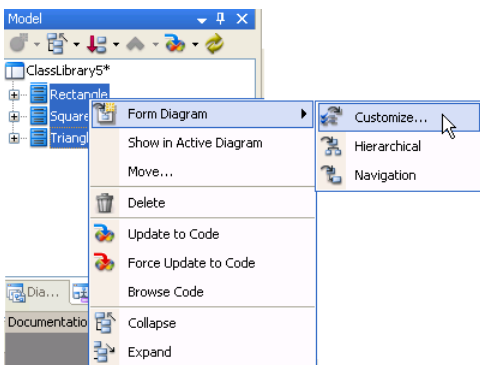 Model
ClassLibrary5*
Rectangle
Square
Triangl
Form Diagram
Customize...
Show in Active Diagram
Hierarchical
Move...
Navigation
Delete
Update to Code
Force Update to Code
Browse Code
Dia...
Documentatio
Collapse
Expand